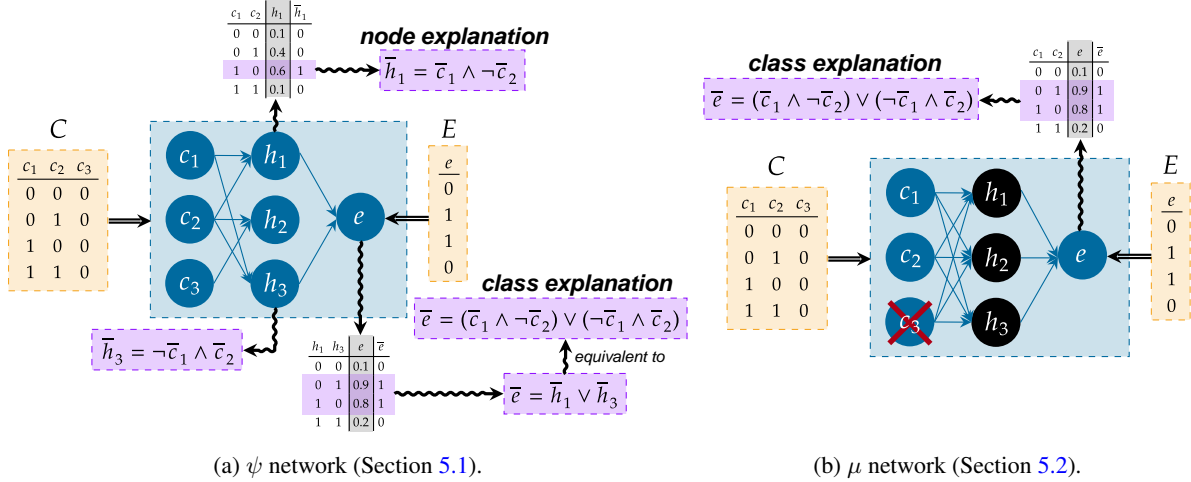 c₁ c₂ h₁ h̅₁
0 0 0.1 0
0 1 0.4 0
1 0 0.6 1
1 1 0.1 0
node explanation
h̅₁ = c̅₁ ∧ ¬c̅₂
C
c₁ c₂ c₃
0 0 0
0 1 0
1 0 0
1 1 0
c₁ h₁
c₂ h₂ e
c₃ h₃
E
e
0
1
1
0
h̅₃ = ¬c̅₁ ∧ c̅₂
class explanation
e̅ = (c̅₁ ∧ ¬c̅₂) ∨ (¬c̅₁ ∧ c̅₂)
equivalent to
h₁ h₃ e e̅
0 0 0.1 0
0 1 0.9 1
1 0 0.8 1
1 1 0.2 0
e̅ = h̅₁ ∨ h̅₃
(a) ψ network (Section 5.1).
class explanation
e̅ = (c̅₁ ∧ ¬c̅₂) ∨ (¬c̅₁ ∧ c̅₂)
c₁ c₂ e e̅
0 0 0.1 0
0 1 0.9 1
1 0 0.8 1
1 1 0.2 0
C
c₁ c₂ c₃
0 0 0
0 1 0
1 0 0
1 1 0
c₁ h₁
c₂ h₂ e
c₃ h₃
E
e
0
1
1
0
(b) μ network (Section 5.2).